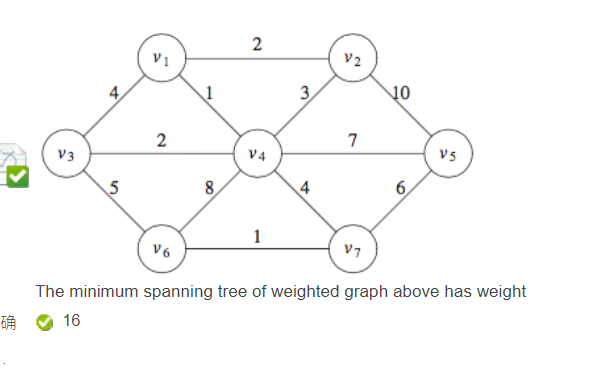 2
v1 v2
4 1 3 10
2 7
v3 v4 v5
5 8 4 6
1
v6 v7
The minimum spanning tree of weighted graph above has weight
确 16
.